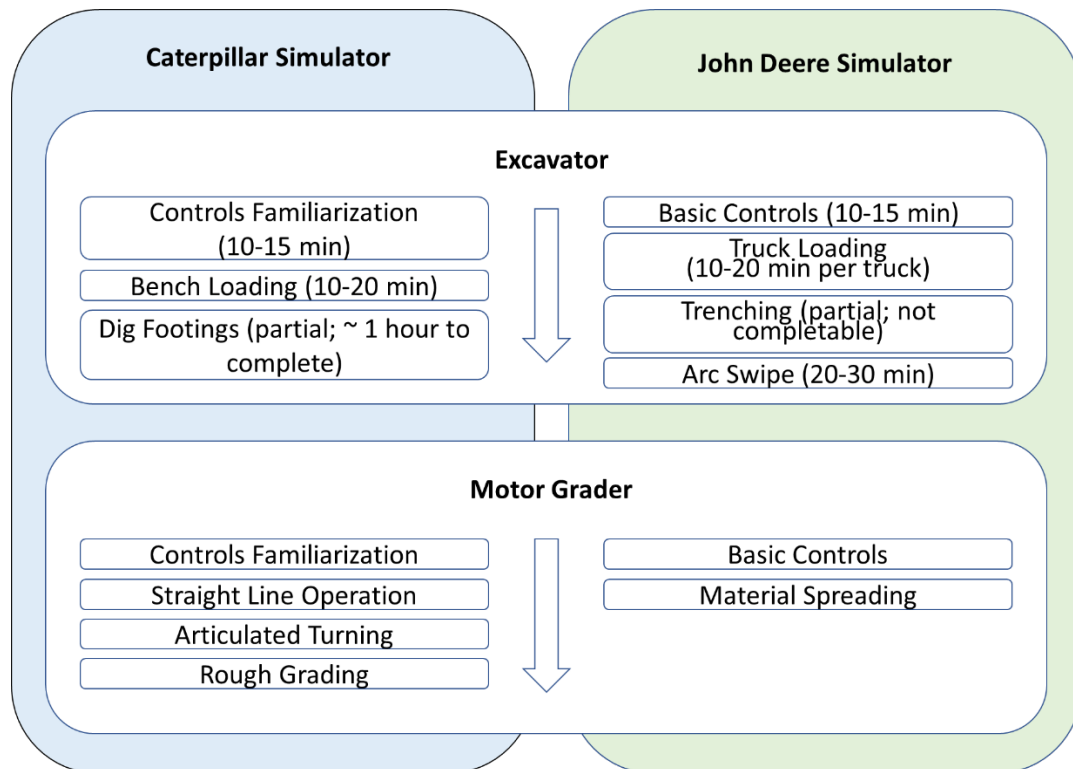 Caterpillar Simulator
John Deere Simulator
Excavator
Controls Familiarization
(10-15 min)
Bench Loading (10-20 min)
Dig Footings (partial; ~ 1 hour to
complete)
Basic Controls (10-15 min)
Truck Loading
(10-20 min per truck)
Trenching (partial; not
completable)
Arc Swipe (20-30 min)
Motor Grader
Controls Familiarization
Straight Line Operation
Articulated Turning
Rough Grading
Basic Controls
Material Spreading